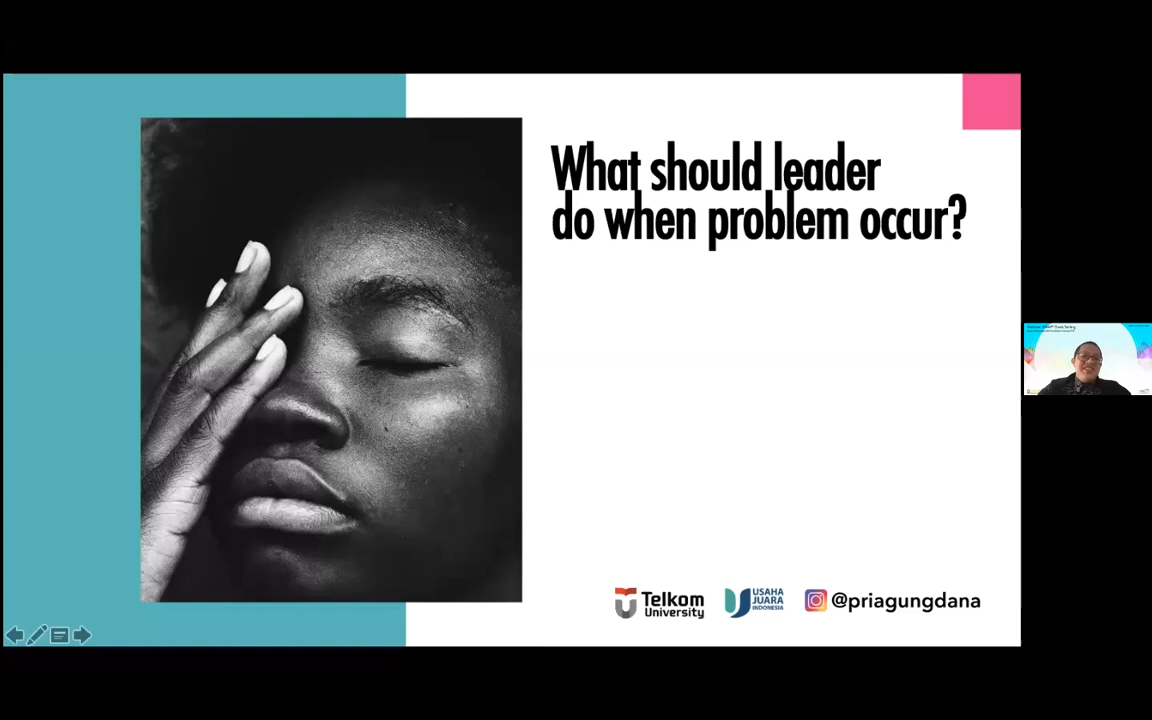 What should leader
do when problem occur?
Telkom
University
USAHA
JUARA
INDONESIA
@priagungdana